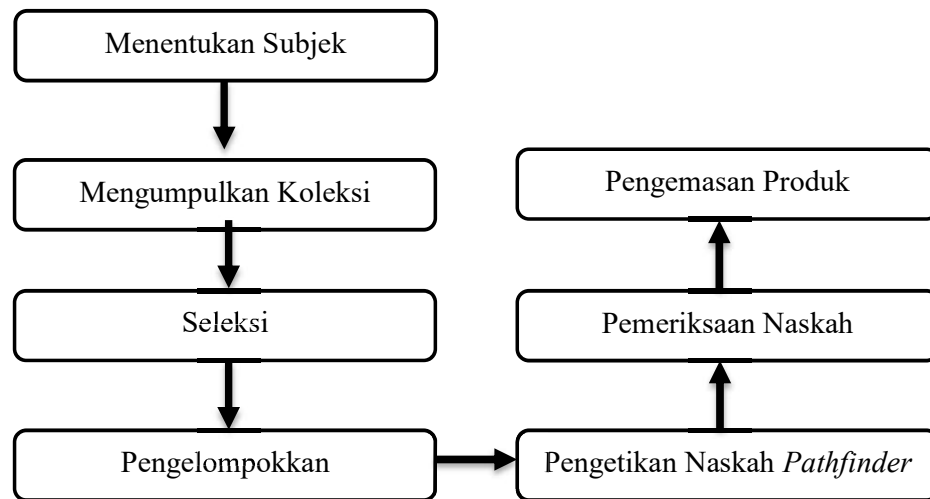 Menentukan Subjek
Mengumpulkan Koleksi
Seleksi
Pengelompokkan
Pengetikan Naskah Pathfinder
Pemeriksaan Naskah
Pengemasan Produk